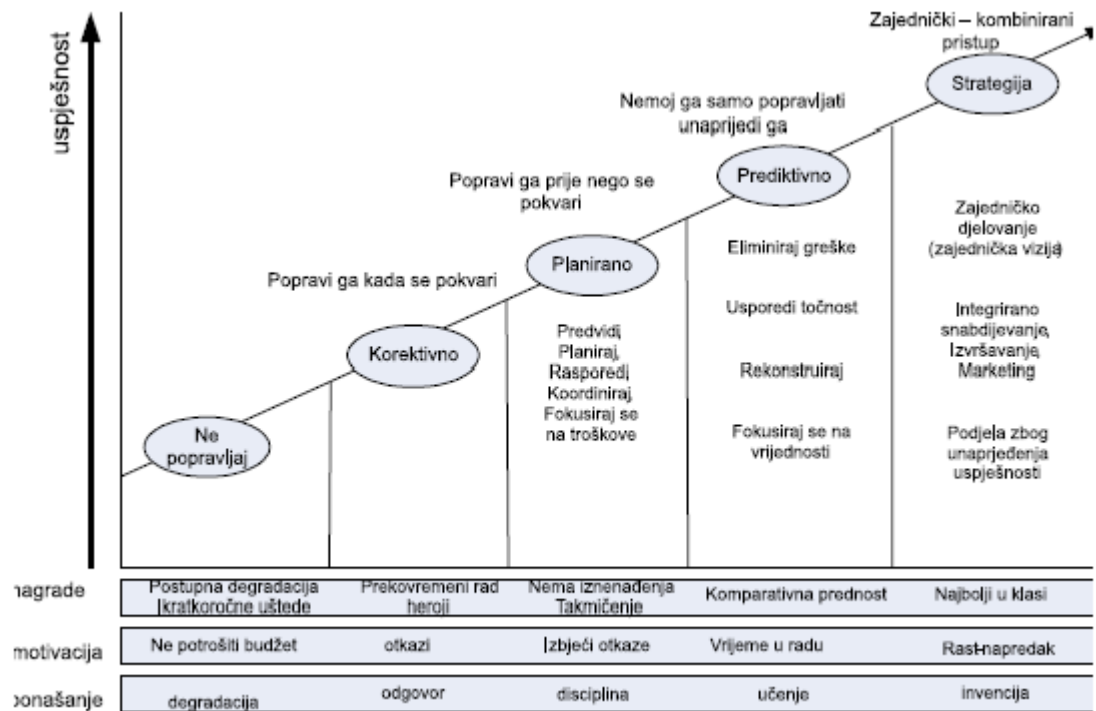 uspješnost
Zajednički – kombinirani
pristup
Strategija
Nemoj ga samo popravljati
unaprijedi ga
Prediktivno
Popravi ga prije nego se
pokvari
Planirano
Popravi ga kada se pokvari
Korektivno
Ne
popravljaj
Predvidi,
Planiraj,
Rasporedi,
Koordiniraj,
Fokusiraj se
na troškove
Eliminiraj greške
Usporedi točnost
Rekonstruiraj
Fokusiraj se na
vrijednosti
Zajedničko
djelovanje
(zajednička vizija)
Integrirano
snabdijevanje,
Izvršavanje,
Marketing
Podjela zbog
unaprjeđenja
uspješnosti
nagrade
Postupna degradacija
Ikratkoročne uštede
Prekovremeni rad
heroji
Nema iznenađenja
Takmičenje
Komparativna prednost
Najbolji u klasi
motivacija
Ne potrošiti budžet
otkazi
Izbjeći otkaze
Vrijeme u radu
Rast-napredak
ponašanje
degradacija
odgovor
disciplina
učenje
invencija